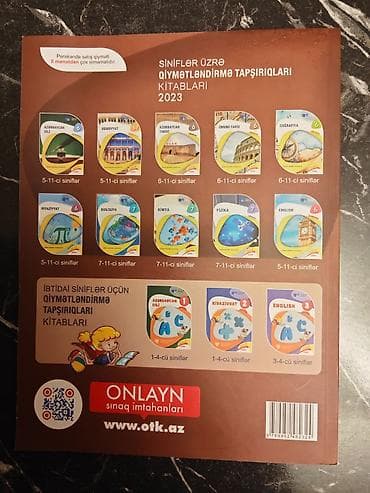 Pərakəndə satış qiyməti
8 manatdan çox olmamalıdır.
SİNİFLƏR ÜZRƏ
QİYMƏTLƏNDİRMƏ TAPŞIRIQLARI
KİTABLARI
2023
AZƏRBAYCAN
DİLİ
5-11-ci siniflər
5-11-ci siniflər
AZƏRBAYCAN
TARİXİ
6-11-ci siniflər
ÜMUMİ TARİX
6-11-ci siniflər
COĞRAFİYA
6-11-ci siniflər
RİYAZİYYAT
5-11-ci siniflər
BİOLOGİYA
7-11-ci siniflər
KİMYA
7-11-ci siniflər
FİZİKA
7-11-ci siniflər
ENGLISH
5-11-ci siniflər
İBTİDAİ SİNİFLƏR ÜÇÜN
QİYMƏTLƏNDİRMƏ
TAPŞIRIQLARI
KİTABLARI
AZƏRBAYCAN
DİLİ
1
1-4-cü siniflər
RİYAZİYYAT
2
1-4-cü siniflər
ENGLISH
3
3-4-cü siniflər
ONLAYN
sınaq imtahanları
www.otk.az